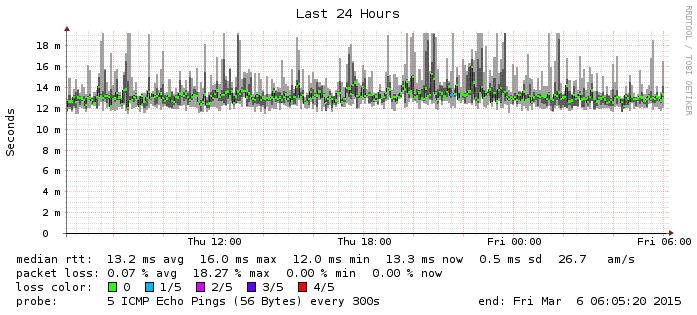 Last 24 Hours
RRDTOOL / TOBI OETIKER
Seconds
18 m
16 m
14 m
12 m
10 m
8 m
6 m
4 m
2 m
0
Thu 12:00 Thu 18:00 Fri 00:00 Fri 06:00
median rtt: 13.2 ms avg 16.0 ms max 12.0 ms min 13.3 ms now 0.5 ms sd 26.7 am/s
packet loss: 0.07 % avg 18.27 % max 0.00 % min 0.00 % now
loss color: 0 1/5 2/5 3/5 4/5
probe: 5 ICMP Echo Pings (56 Bytes) every 300s end: Fri Mar 6 06:05:20 2015